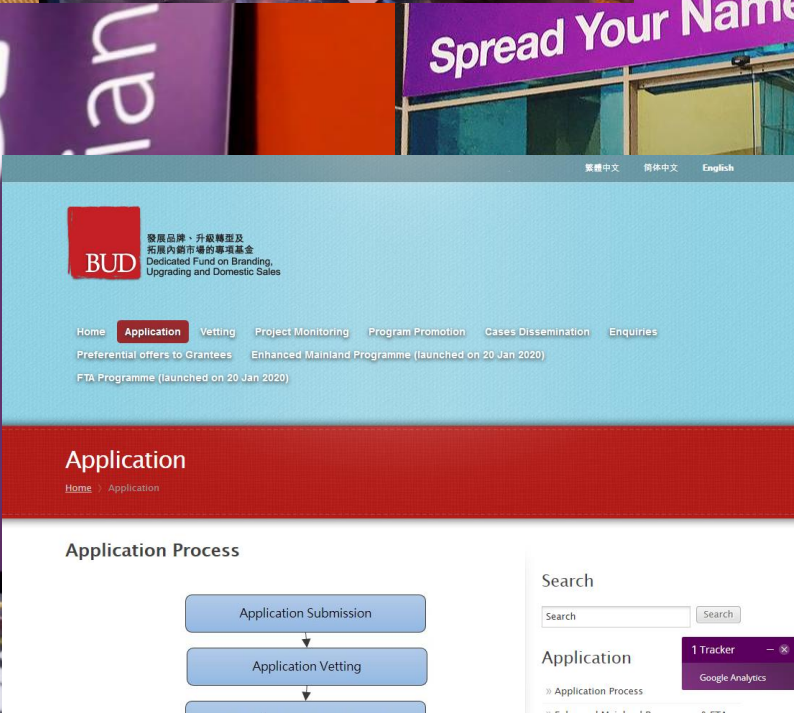 ian
Spread Your Name
繁體中文 简体中文 English
BUD
發展品牌、升級轉型及
拓展內銷市場的專項基金
Dedicated Fund on Branding,
Upgrading and Domestic Sales
Home Application Vetting Project Monitoring Program Promotion Cases Dissemination Enquiries
Preferential offers to Grantees Enhanced Mainland Programme (launched on 20 Jan 2020)
FTA Programme (launched on 20 Jan 2020)
Application
Home 〉 Application
Application Process
Application Submission
Application Vetting
Search
Search Search
Application
» Application Process
1 Tracker – ×
Google Analytics